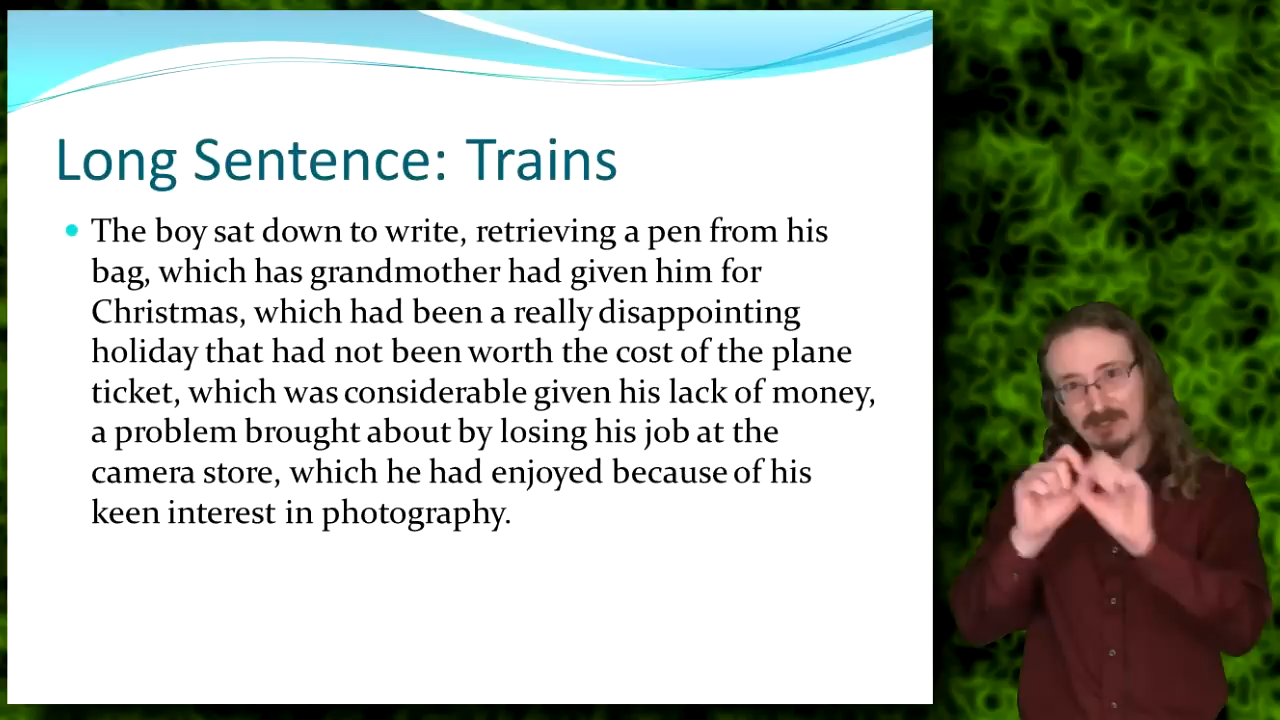 Long Sentence: Trains
The boy sat down to write, retrieving a pen from his
bag, which has grandmother had given him for
Christmas, which had been a really disappointing
holiday that had not been worth the cost of the plane
ticket, which was considerable given his lack of money,
a problem brought about by losing his job at the
camera store, which he had enjoyed because of his
keen interest in photography.